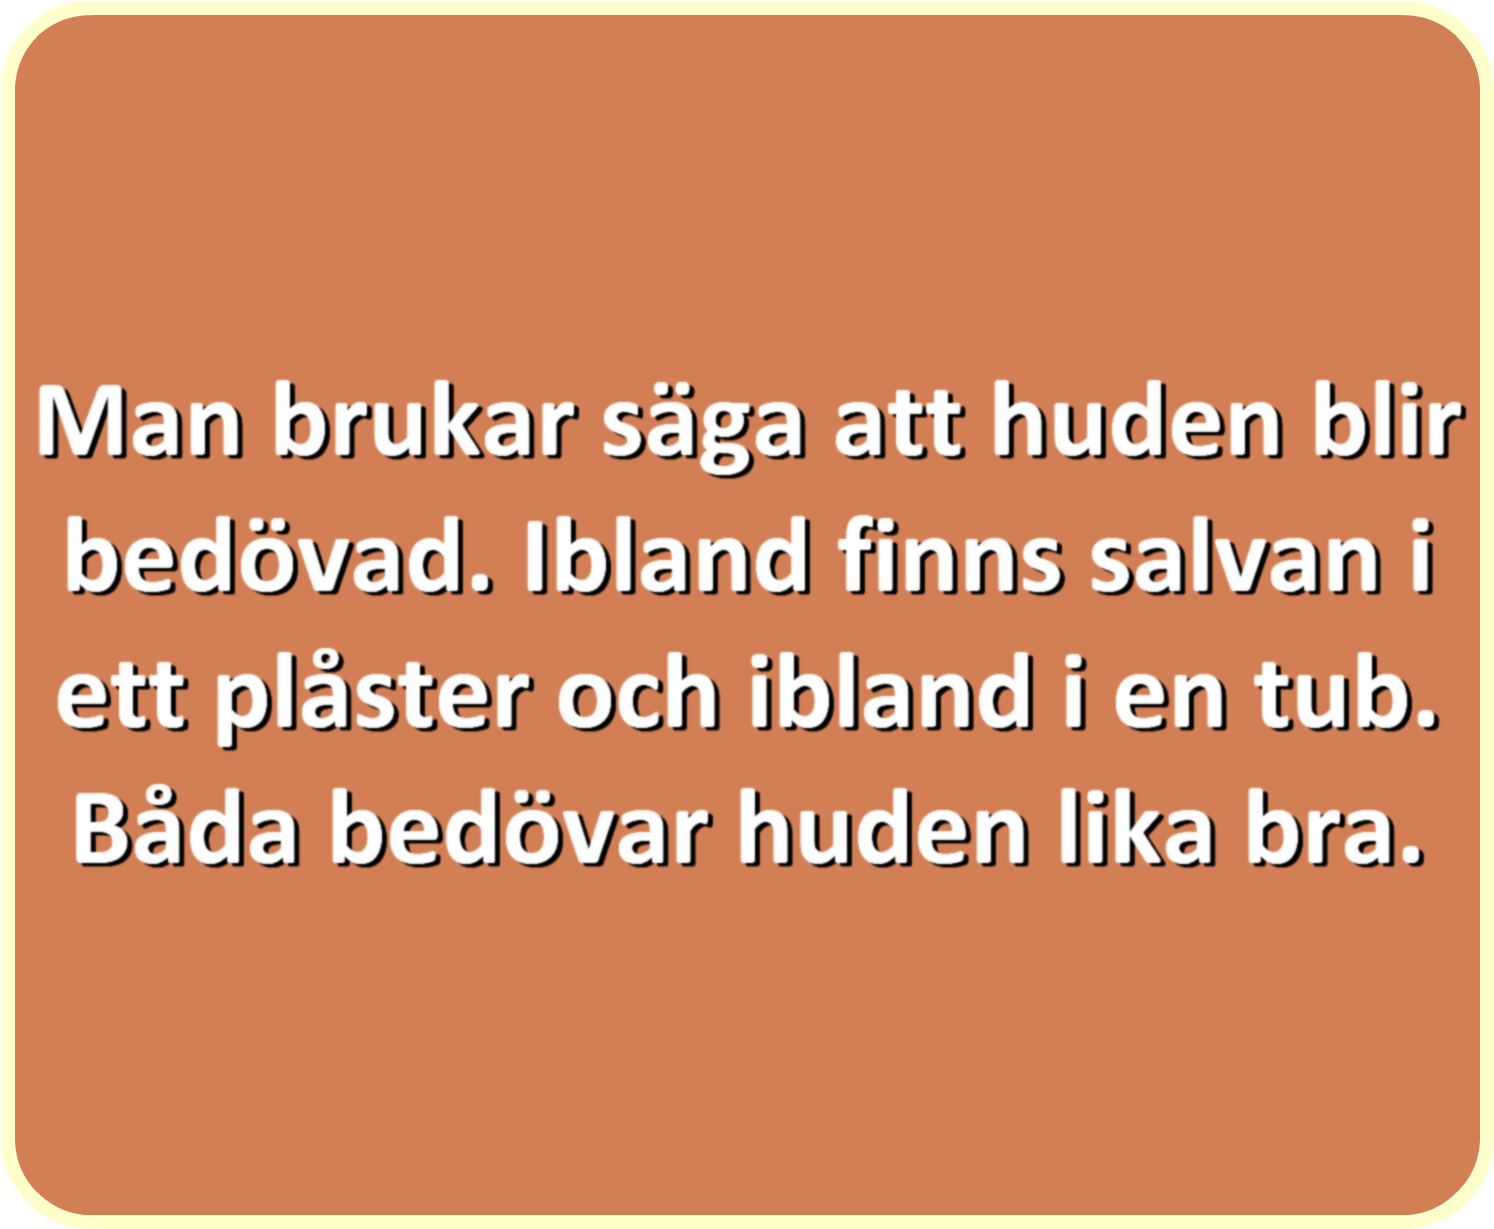 Man brukar säga att huden blir
bedövad. Ibland finns salvan i
ett plåster och ibland i en tub.
Båda bedövar huden lika bra.